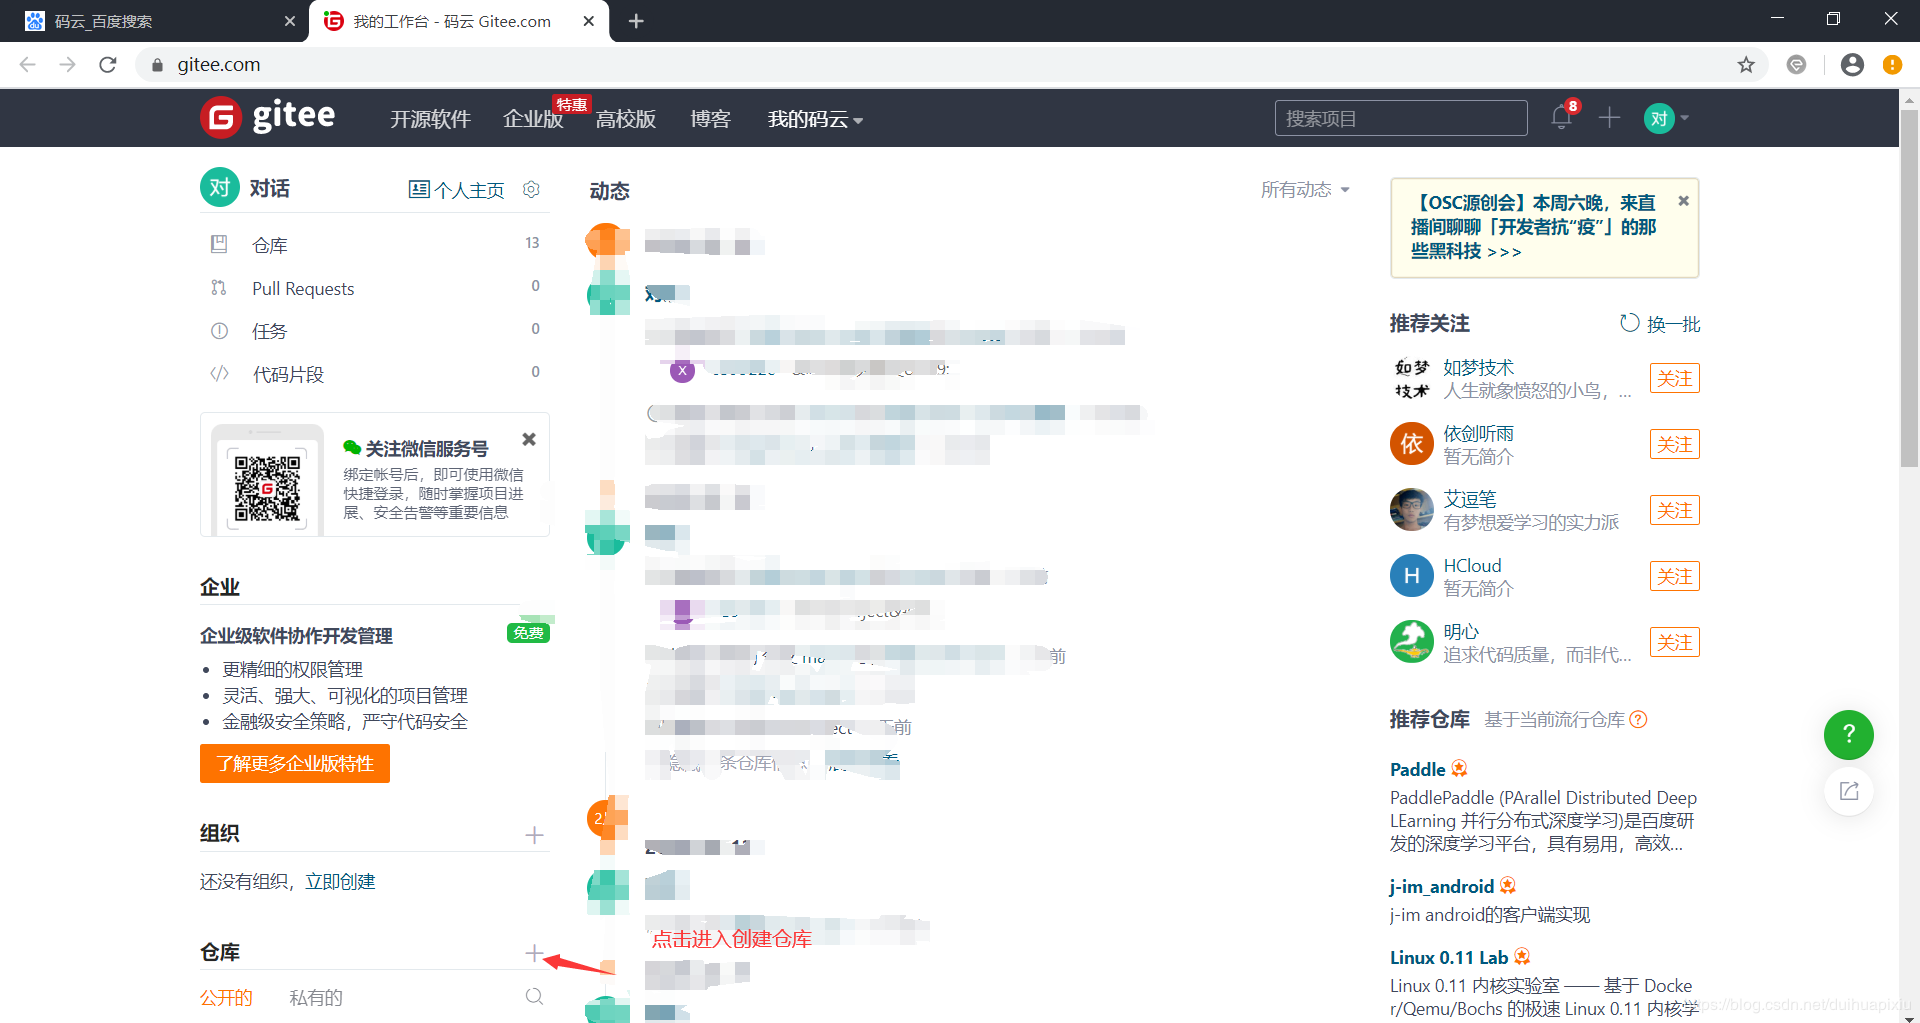 码云_百度搜索
我的工作台 - 码云 Gitee.com
gitee.com
gitee
开源软件
企业版
特惠
高校版
博客
我的码云
搜索项目
8
对
对
对话
个人主页
仓库 13
Pull Requests 0
任务 0
代码片段 0
关注微信服务号
绑定帐号后，即可使用微信
快捷登录，随时掌握项目进
展、安全告警等重要信息
企业
企业级软件协作开发管理 免费
更精细的权限管理
灵活、强大、可视化的项目管理
金融级安全策略，严守代码安全
了解更多企业版特性
组织
还没有组织，立即创建
仓库
公开的 私有的
动态
所有动态
X
前
前
条仓库
点击进入创建仓库
【OSC源创会】本周六晚，来直
播间聊聊「开发者抗“疫”」的那
些黑科技 >>>
推荐关注
换一批
如梦技术
如梦技术
人生就象愤怒的小鸟，...
关注
依
依剑听雨
暂无简介
关注
艾逗笔
有梦想爱学习的实力派
关注
H
HCloud
暂无简介
关注
明心
追求代码质量，而非代...
关注
推荐仓库 基于当前流行仓库
Paddle
PaddlePaddle (PArallel Distributed Deep
LEarning 并行分布式深度学习)是百度研
发的深度学习平台，具有易用，高效...
j-im_android
j-im android的客户端实现
Linux 0.11 Lab
Linux 0.11 内核实验室 —— 基于 Docke
r/Qemu/Bochs 的极速 Linux 0.11 内核学
https://blog.csdn.net/duihuapixiu